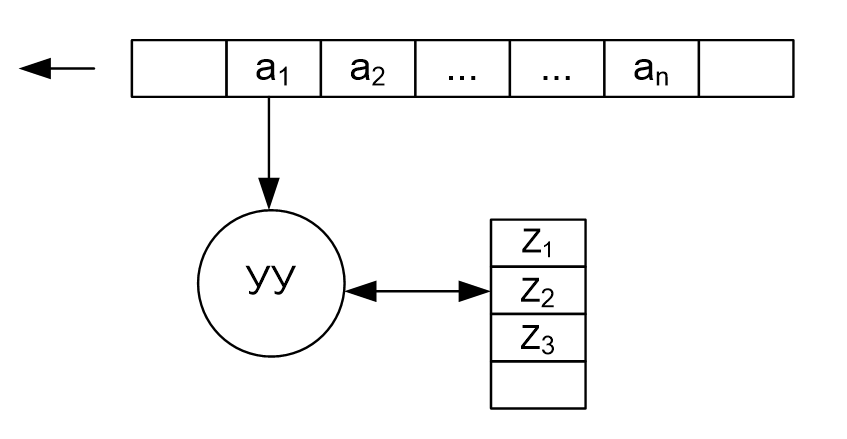 a₁ a₂ ... ... aₙ
УУ
Z₁
Z₂
Z₃